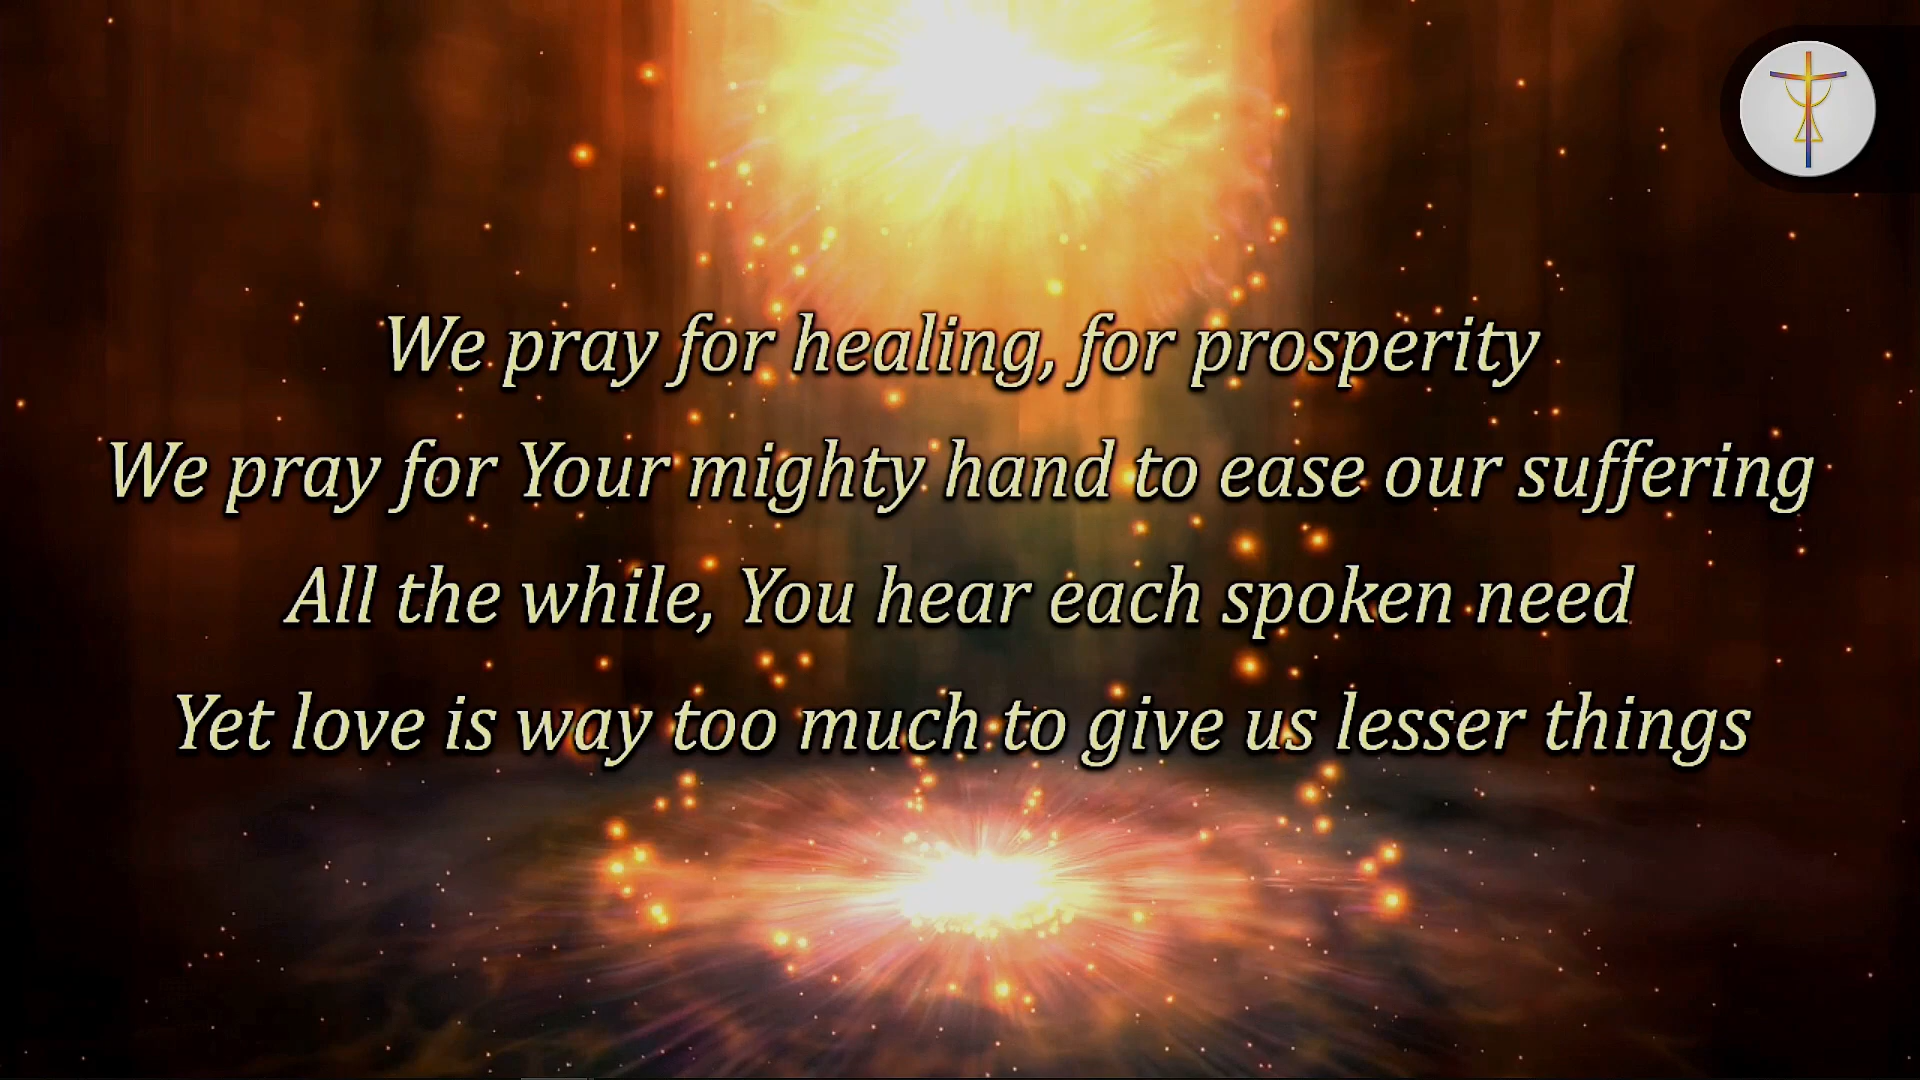 We pray for healing, for prosperity
We pray for Your mighty hand to ease our suffering
All the while, You hear each spoken need
Yet love is way too much to give us lesser things